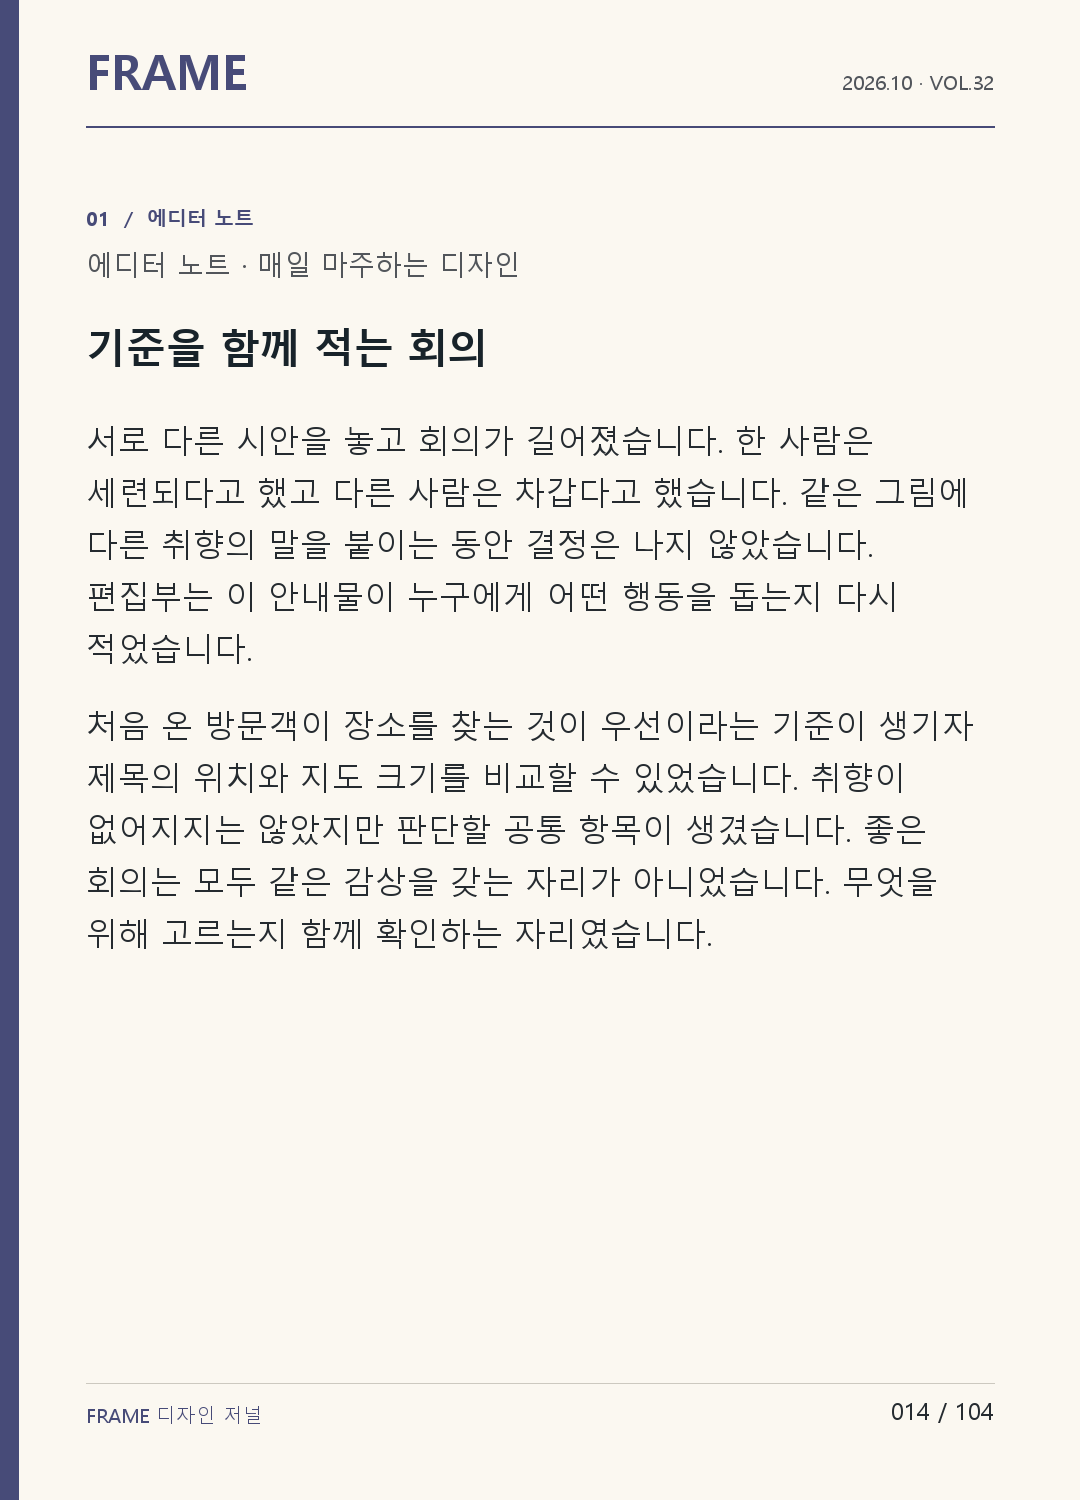 FRAME
2026.10 · VOL.32
01 / 에디터 노트
에디터 노트 · 매일 마주하는 디자인
기준을 함께 적는 회의
서로 다른 시안을 놓고 회의가 길어졌습니다. 한 사람은
세련되다고 했고 다른 사람은 차갑다고 했습니다. 같은 그림에
다른 취향의 말을 붙이는 동안 결정은 나지 않았습니다.
편집부는 이 안내물이 누구에게 어떤 행동을 돕는지 다시
적었습니다.
처음 온 방문객이 장소를 찾는 것이 우선이라는 기준이 생기자
제목의 위치와 지도 크기를 비교할 수 있었습니다. 취향이
없어지지는 않았지만 판단할 공통 항목이 생겼습니다. 좋은
회의는 모두 같은 감상을 갖는 자리가 아니었습니다. 무엇을
위해 고르는지 함께 확인하는 자리였습니다.
FRAME 디자인 저널
014 / 104